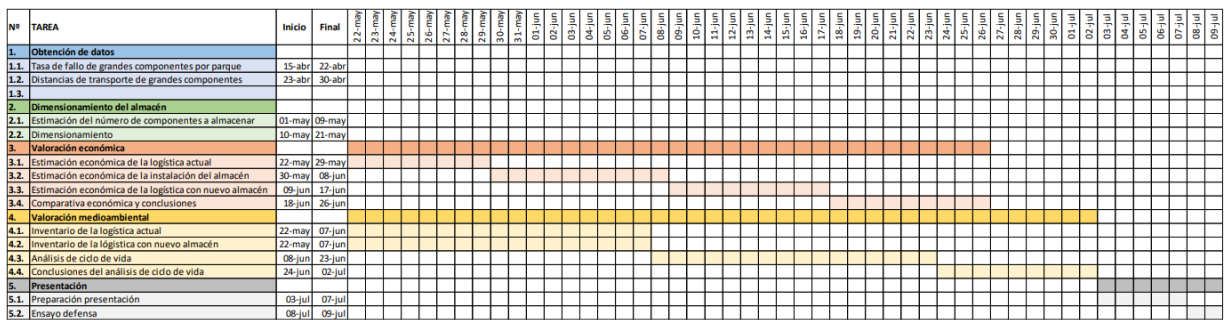 Nº TAREA Inicio Final 22-may 23-may 24-may 25-may 26-may 27-may 28-may 29-may 30-may 31-may 01-jun 02-jun 03-jun 04-jun 05-jun 06-jun 07-jun 08-jun 09-jun 10-jun 11-jun 12-jun 13-jun 14-jun 15-jun 16-jun 17-jun 18-jun 19-jun 20-jun 21-jun 22-jun 23-jun 24-jun 25-jun 26-jun 27-jun 28-jun 29-jun 30-jun 01-jul 02-jul 03-jul 04-jul 05-jul 06-jul 07-jul 08-jul 09-jul
1. Obtención de datos
1.1. Tasa de fallo de grandes componentes por parque 15-abr 22-abr
1.2. Distancias de transporte de grandes componentes 23-abr 30-abr
1.3.
2. Dimensionamiento del almacén
2.1. Estimación del número de componentes a almacenar 01-may 09-may
2.2. Dimensionamiento 10-may 21-may
3. Valoración económica
3.1. Estimación económica de la logística actual 22-may 29-may
3.2. Estimación económica de la instalación del almacén 30-may 08-jun
3.3. Estimación económica de la logística con nuevo almacén 09-jun 17-jun
3.4. Comparativa económica y conclusiones 18-jun 26-jun
4. Valoración medioambiental
4.1. Inventario de la logística actual 22-may 07-jun
4.2. Inventario de la lógistica con nuevo almacén 22-may 07-jun
4.3. Análisis de ciclo de vida 08-jun 23-jun
4.4. Conclusiones del análisis de ciclo de vida 24-jun 02-jul
5. Presentación
5.1. Preparación presentación 03-jul 07-jul
5.2. Ensayo defensa 08-jul 09-jul